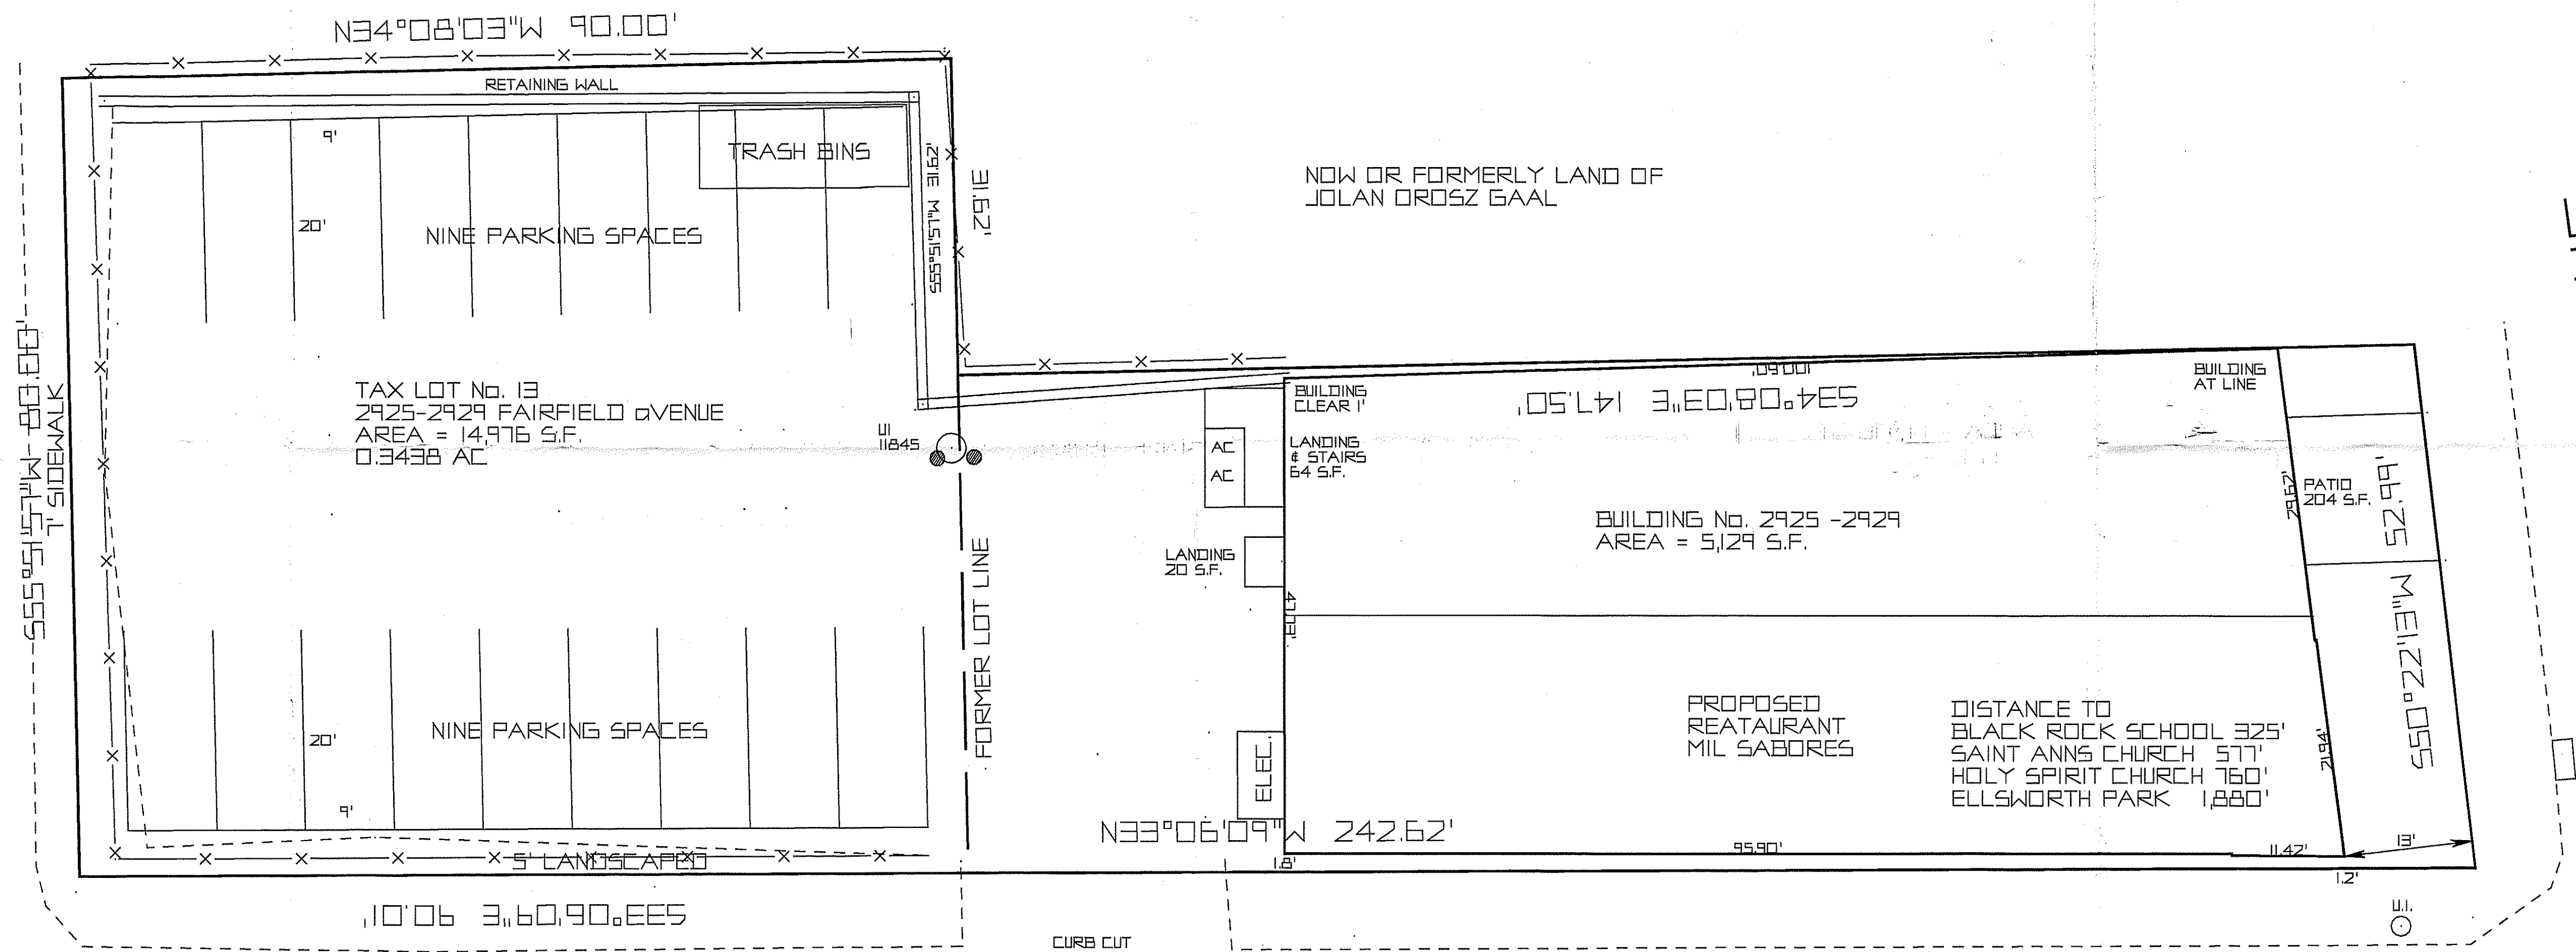 N34°08'03"W 90.00'
RETAINING WALL
9'
TRASH BINS
20'
NINE PARKING SPACES
S55°51'57"W 31.62'
31.62'
NOW OR FORMERLY LAND OF
JOLAN OROSZ GAAL
S55°51'57"W 80.00'
7' SIDEWALK
TAX LOT No. 13
2925-2929 FAIRFIELD aVENUE
AREA = 14,976 S.F.
0.3438 AC
UI
11845
BUILDING
CLEAR 1'
100.60'
S34°08'03"E 147.50'
BUILDING
AT LINE
AC
AC
LANDING
& STAIRS
64 S.F.
29.62'
PATIO
204 S.F.
52.99'
S50°22'13"W
BUILDING No. 2925 -2929
AREA = 5,129 S.F.
LANDING
20 S.F.
47.03'
FORMER LOT LINE
20'
NINE PARKING SPACES
9'
ELEC.
PROPOSED
REATAURANT
MIL SABORES
DISTANCE TO
BLACK ROCK SCHOOL 325'
SAINT ANNS CHURCH 577'
HOLY SPIRIT CHURCH 760'
ELLSWORTH PARK 1,880'
21.94'
N33°06'09"W 242.62'
95.90'
11.42'
13'
5' LANDSCAPED
1.8'
1.2'
S33°06'09"E 90.01'
CURB CUT
U.I.